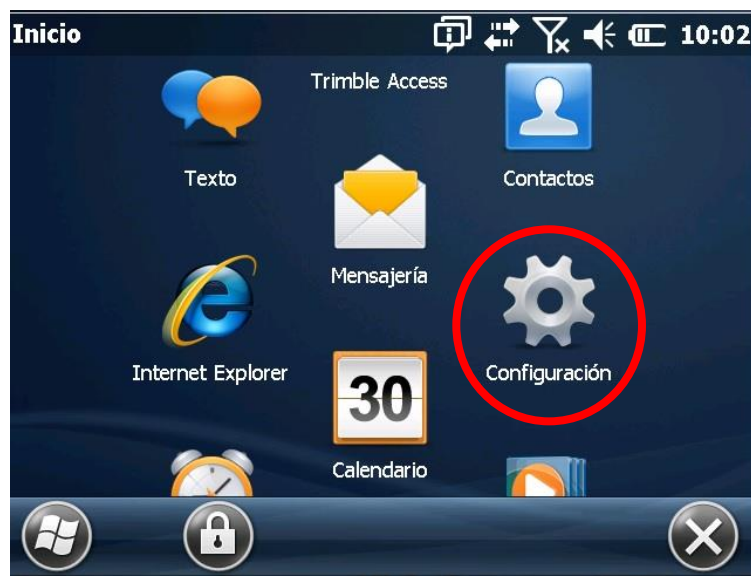 Inicio
10:02
Trimble Access
Texto
Contactos
Mensajería
Internet Explorer
Configuración
30
Calendario